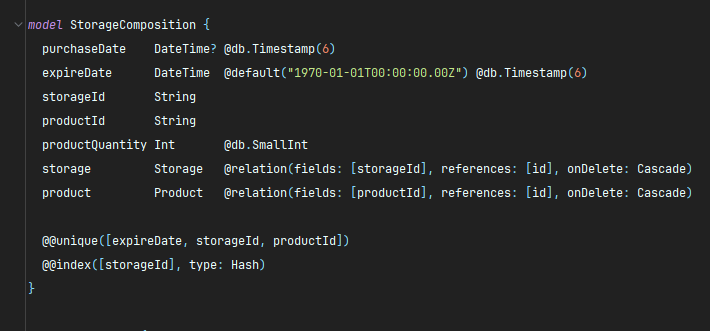 model StorageComposition {
purchaseDate DateTime? @db.Timestamp(6)
expireDate DateTime @default("1970-01-01T00:00:00.00Z") @db.Timestamp(6)
storageId String
productId String
productQuantity Int @db.SmallInt
storage Storage @relation(fields: [storageId], references: [id], onDelete: Cascade)
product Product @relation(fields: [productId], references: [id], onDelete: Cascade)
@@unique([expireDate, storageId, productId])
@@index([storageId], type: Hash)
}